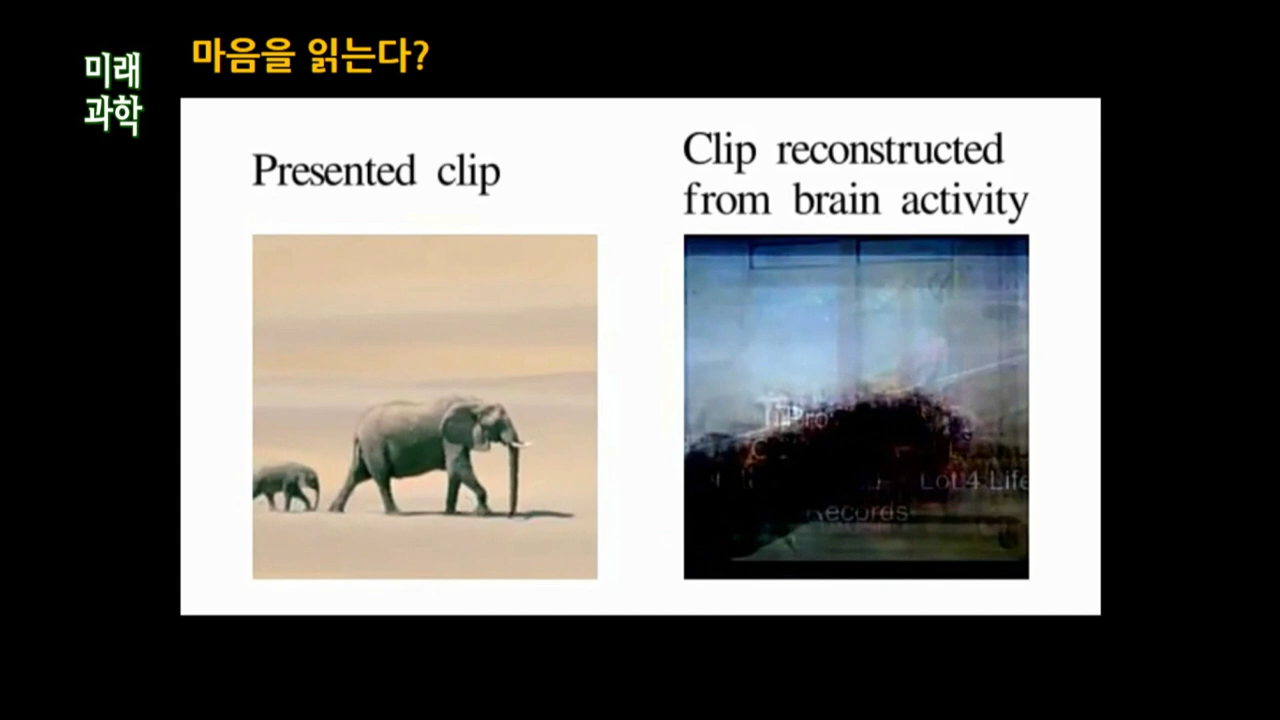 미래
과학
마음을 읽는다?
Presented clip
Clip reconstructed
from brain activity
Lot 4 Life
Records